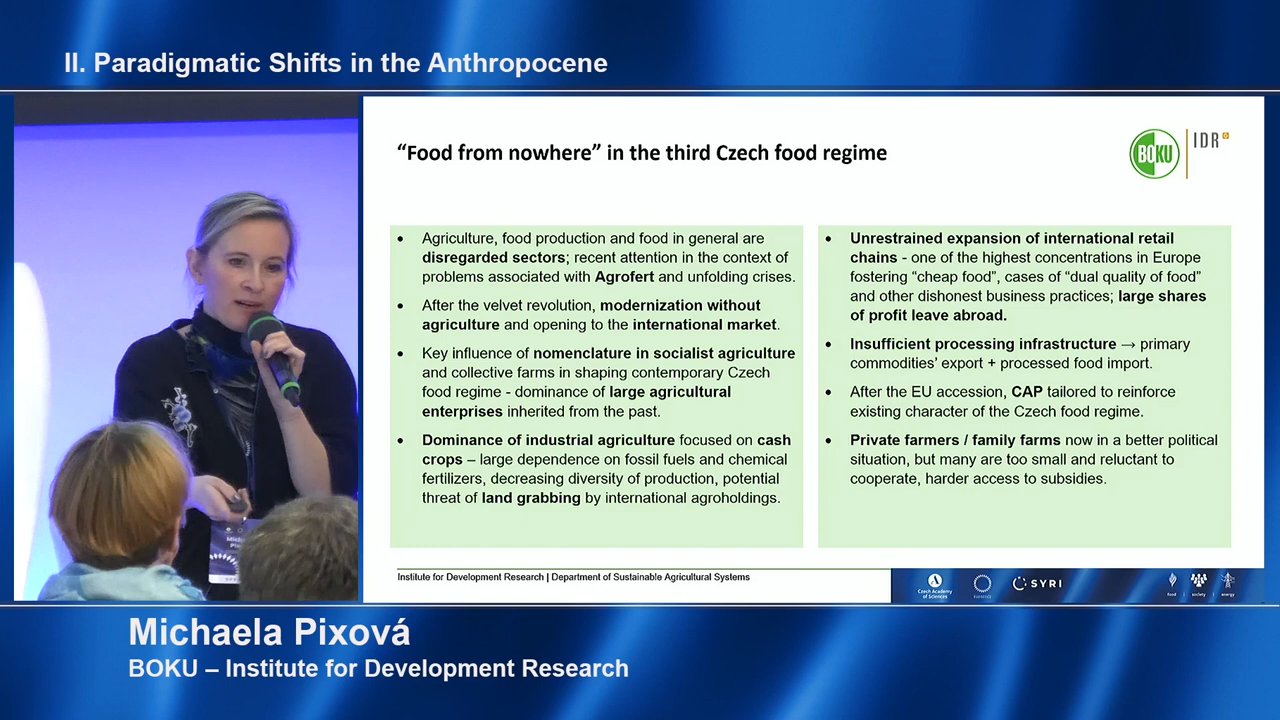 II. Paradigmatic Shifts in the Anthropocene
“Food from nowhere” in the third Czech food regime
BOKU
IDR
• Agriculture, food production and food in general are
disregarded sectors; recent attention in the context of
problems associated with Agrofert and unfolding crises.
• After the velvet revolution, modernization without
agriculture and opening to the international market.
• Key influence of nomenclature in socialist agriculture
and collective farms in shaping contemporary Czech
food regime - dominance of large agricultural
enterprises inherited from the past.
• Dominance of industrial agriculture focused on cash
crops – large dependence on fossil fuels and chemical
fertilizers, decreasing diversity of production, potential
threat of land grabbing by international agroholdings.
• Unrestrained expansion of international retail
chains - one of the highest concentrations in Europe
fostering “cheap food”, cases of “dual quality of food”
and other dishonest business practices; large shares
of profit leave abroad.
• Insufficient processing infrastructure → primary
commodities’ export + processed food import.
• After the EU accession, CAP tailored to reinforce
existing character of the Czech food regime.
• Private farmers / family farms now in a better political
situation, but many are too small and reluctant to
cooperate, harder access to subsidies.
Institute for Development Research | Department of Sustainable Agricultural Systems
Czech Academy
of Sciences
SYRI
food | society | energy
Michaela Pixová
BOKU – Institute for Development Research